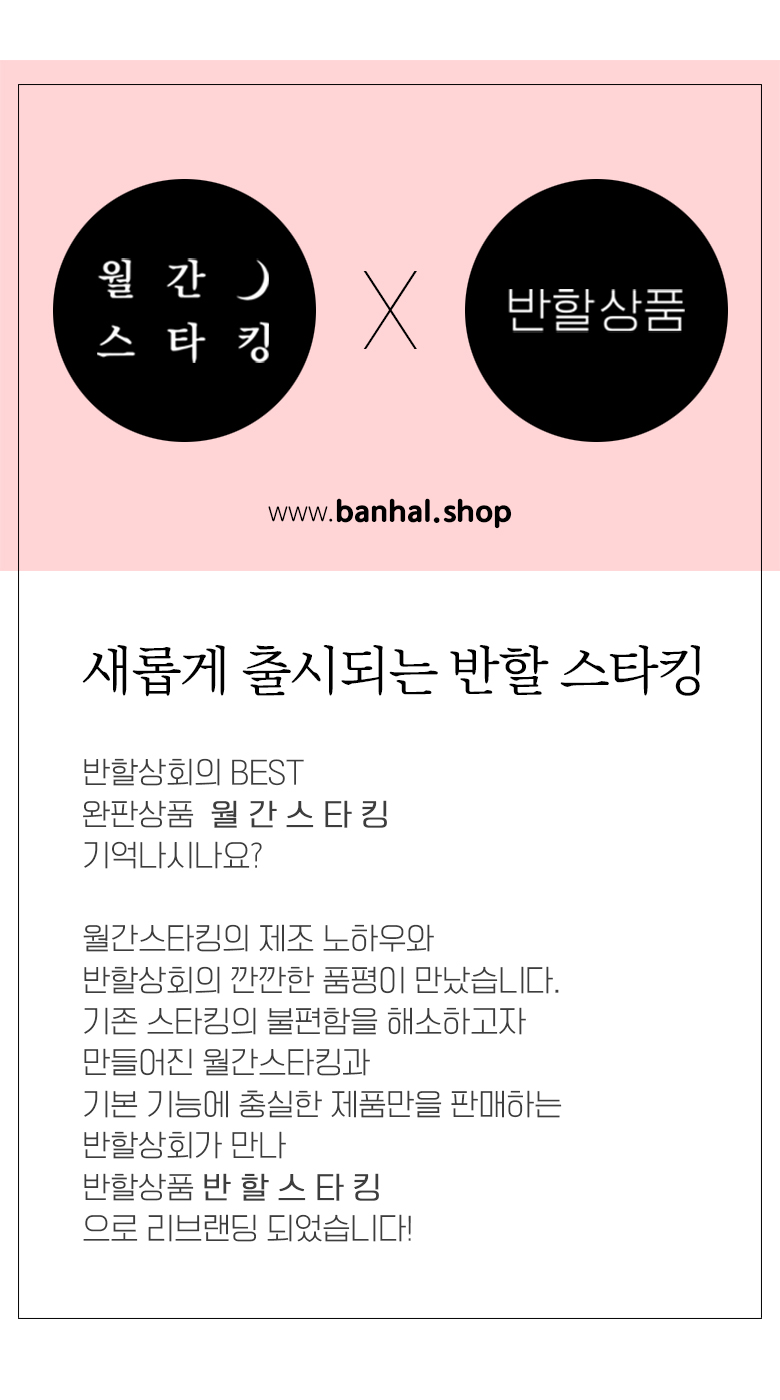 월간
스타킹
X
반할상품
www.banhal.shop
새롭게 출시되는 반할 스타킹
반할상회의 BEST
완판상품 월간스타킹
기억나시나요?
월간스타킹의 제조 노하우와
반할상회의 깐깐한 품평이 만났습니다.
기존 스타킹의 불편함을 해소하고자
만들어진 월간스타킹과
기본 기능에 충실한 제품만을 판매하는
반할상회가 만나
반할상품 반할스타킹
으로 리브랜딩 되었습니다!